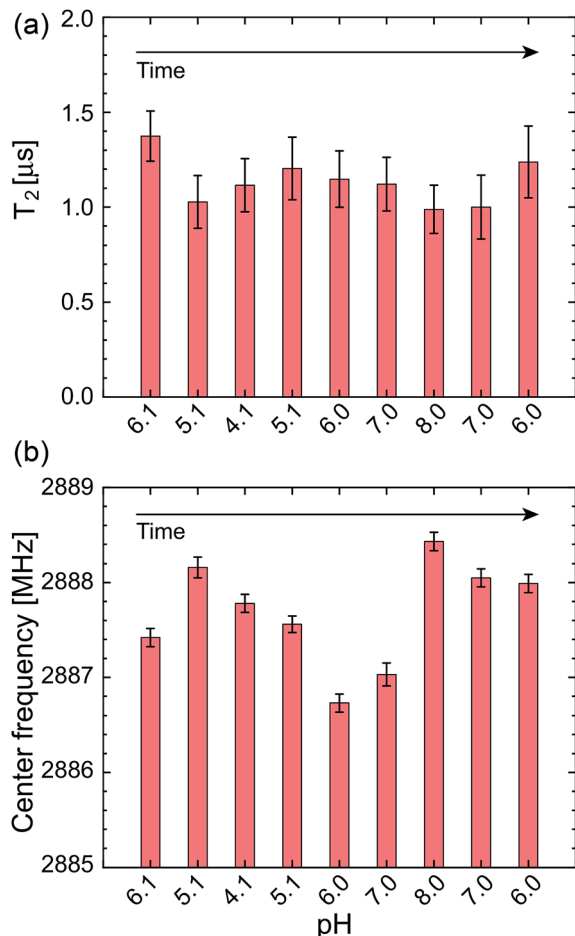 (a)
2.0
Time
1.5
T2 [μs]
1.0
0.5
0.0
6.1 5.1 4.1 5.1 6.0 7.0 8.0 7.0 6.0
(b)
2889
Time
2888
Center frequency [MHz]
2887
2886
2885
6.1 5.1 4.1 5.1 6.0 7.0 8.0 7.0 6.0
pH